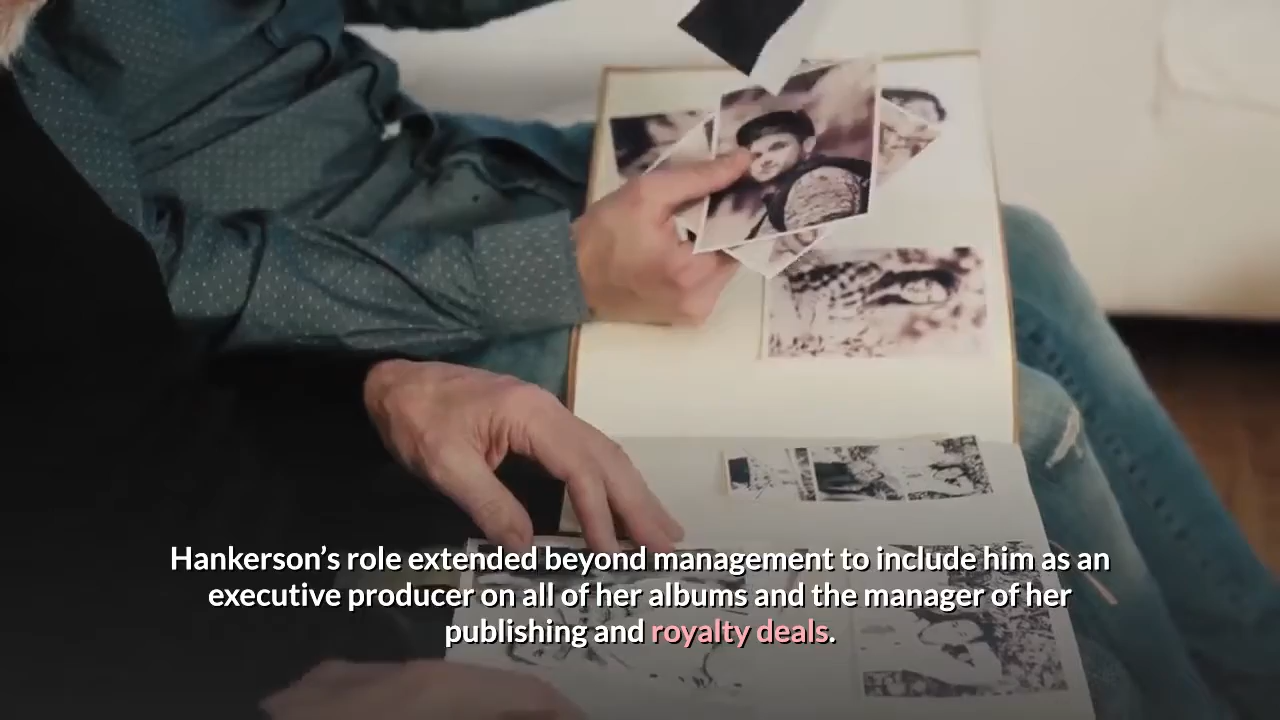 Hankerson’s role extended beyond management to include him as an
executive producer on all of her albums and the manager of her
publishing and royalty deals.